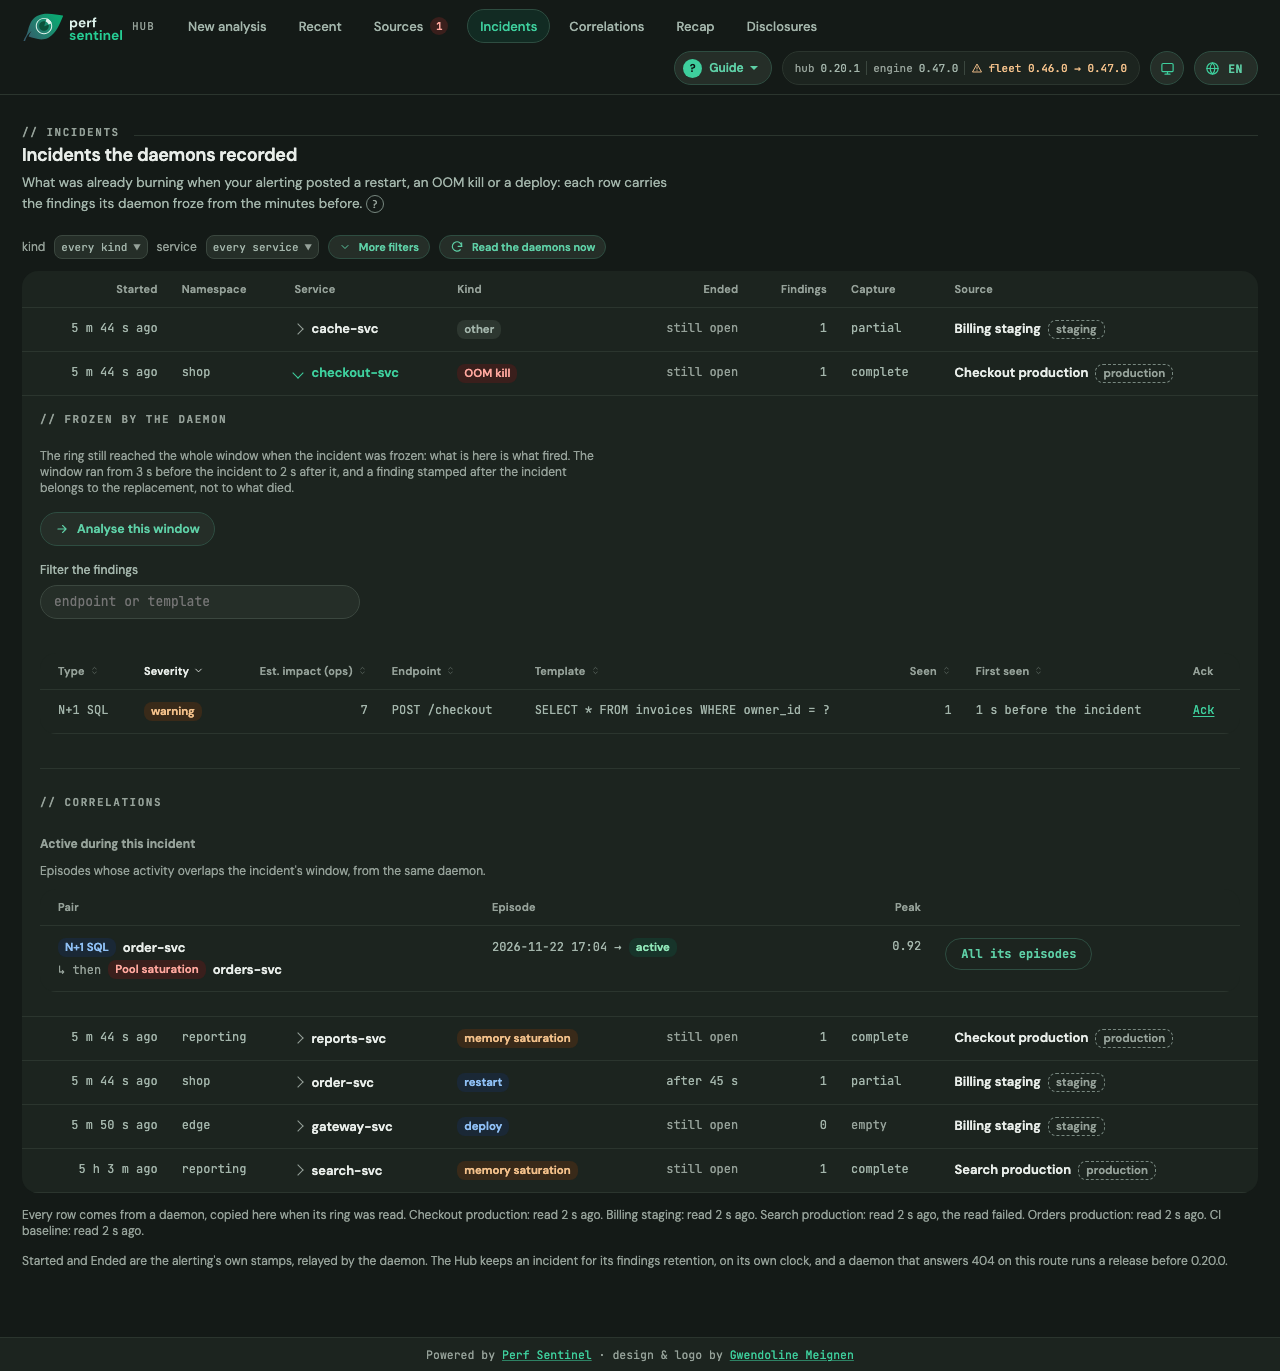 perf
sentinel HUB
New analysis
Recent
Sources 1
Incidents
Correlations
Recap
Disclosures
? Guide
hub 0.20.1 | engine 0.47.0 | ⚠ fleet 0.46.0 → 0.47.0
EN
// INCIDENTS
Incidents the daemons recorded
What was already burning when your alerting posted a restart, an OOM kill or a deploy: each row carries
the findings its daemon froze from the minutes before. ?
kind every kind ▼ service every service ▼ More filters Read the daemons now
Started Namespace Service Kind Ended Findings Capture Source
5 m 44 s ago cache-svc other still open 1 partial Billing staging staging
5 m 44 s ago shop checkout-svc OOM kill still open 1 complete Checkout production production
// FROZEN BY THE DAEMON
The ring still reached the whole window when the incident was frozen: what is here is what fired. The
window ran from 3 s before the incident to 2 s after it, and a finding stamped after the incident
belongs to the replacement, not to what died.
→ Analyse this window
Filter the findings
endpoint or template
Type Severity Est. impact (ops) Endpoint Template Seen First seen Ack
N+1 SQL warning 7 POST /checkout SELECT * FROM invoices WHERE owner_id = ? 1 1 s before the incident Ack
// CORRELATIONS
Active during this incident
Episodes whose activity overlaps the incident's window, from the same daemon.
Pair Episode Peak
N+1 SQL order-svc 2026-11-22 17:04 → active 0.92 All its episodes
↳ then Pool saturation orders-svc
5 m 44 s ago reporting reports-svc memory saturation still open 1 complete Checkout production production
5 m 44 s ago shop order-svc restart after 45 s 1 partial Billing staging staging
5 m 50 s ago edge gateway-svc deploy still open 0 empty Billing staging staging
5 h 3 m ago reporting search-svc memory saturation still open 1 complete Search production production
Every row comes from a daemon, copied here when its ring was read. Checkout production: read 2 s ago. Billing staging: read 2 s ago. Search production: read 2 s ago, the read failed. Orders production: read 2 s ago. CI
baseline: read 2 s ago.
Started and Ended are the alerting's own stamps, relayed by the daemon. The Hub keeps an incident for its findings retention, on its own clock, and a daemon that answers 404 on this route runs a release before 0.20.0.
Powered by Perf Sentinel · design & logo by Gwendoline Meignen